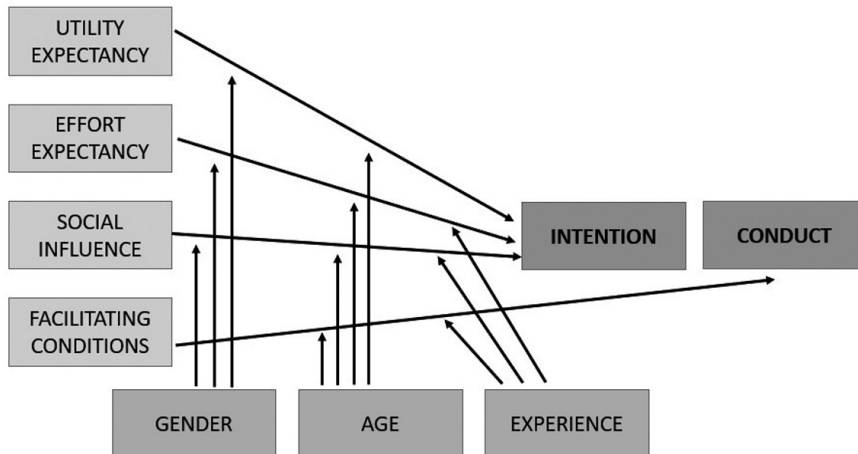 UTILITY
EXPECTANCY
EFFORT
EXPECTANCY
SOCIAL
INFLUENCE
INTENTION
CONDUCT
FACILITATING
CONDITIONS
GENDER
AGE
EXPERIENCE